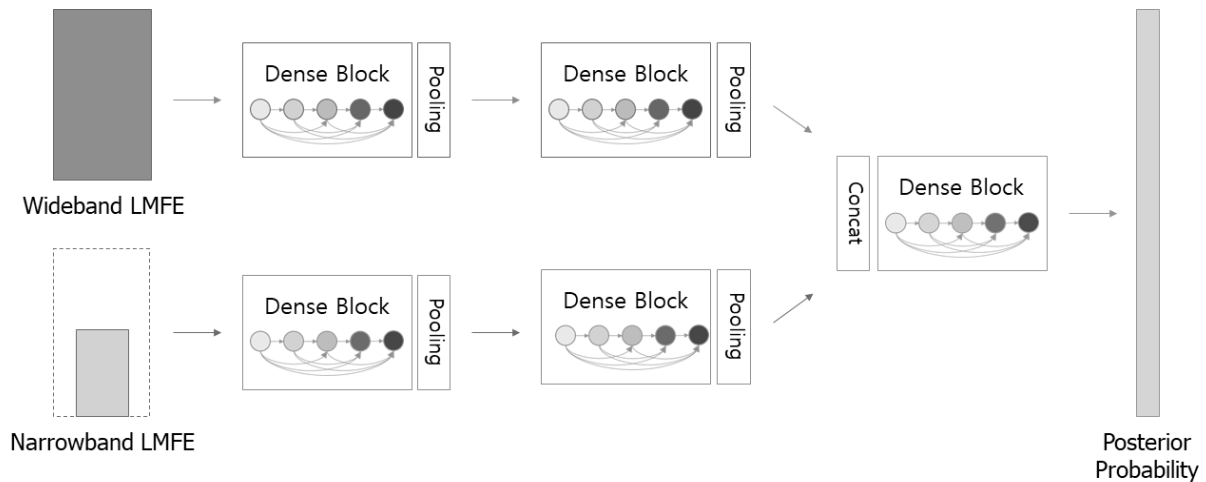 Wideband LMFE
Dense Block
Pooling
Dense Block
Pooling
Narrowband LMFE
Dense Block
Pooling
Dense Block
Pooling
Concat
Dense Block
Posterior
Probability